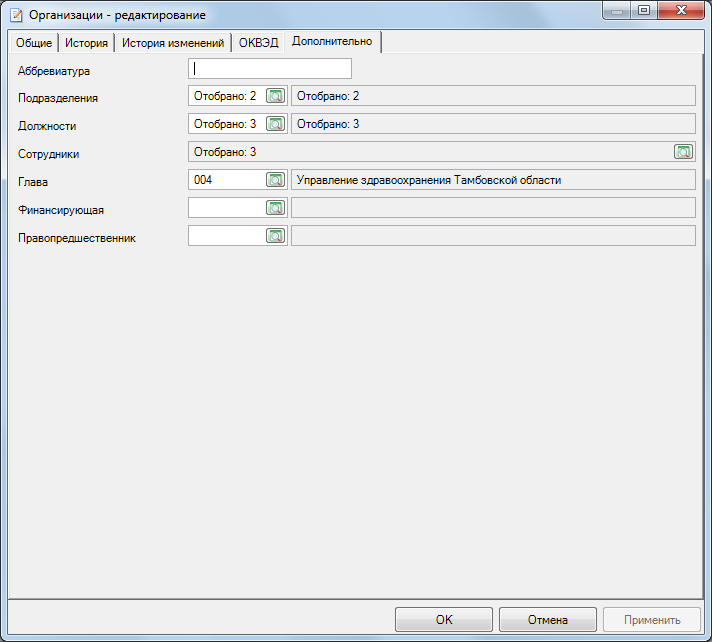 Организации - редактирование
Общие История История изменений ОКВЭД Дополнительно
Аббревиатура
Подразделения Отобрано: 2 Отобрано: 2
Должности Отобрано: 3 Отобрано: 3
Сотрудники Отобрано: 3
Глава 004 Управление здравоохранения Тамбовской области
Финансирующая
Правопредшественник
OK Отмена Применить